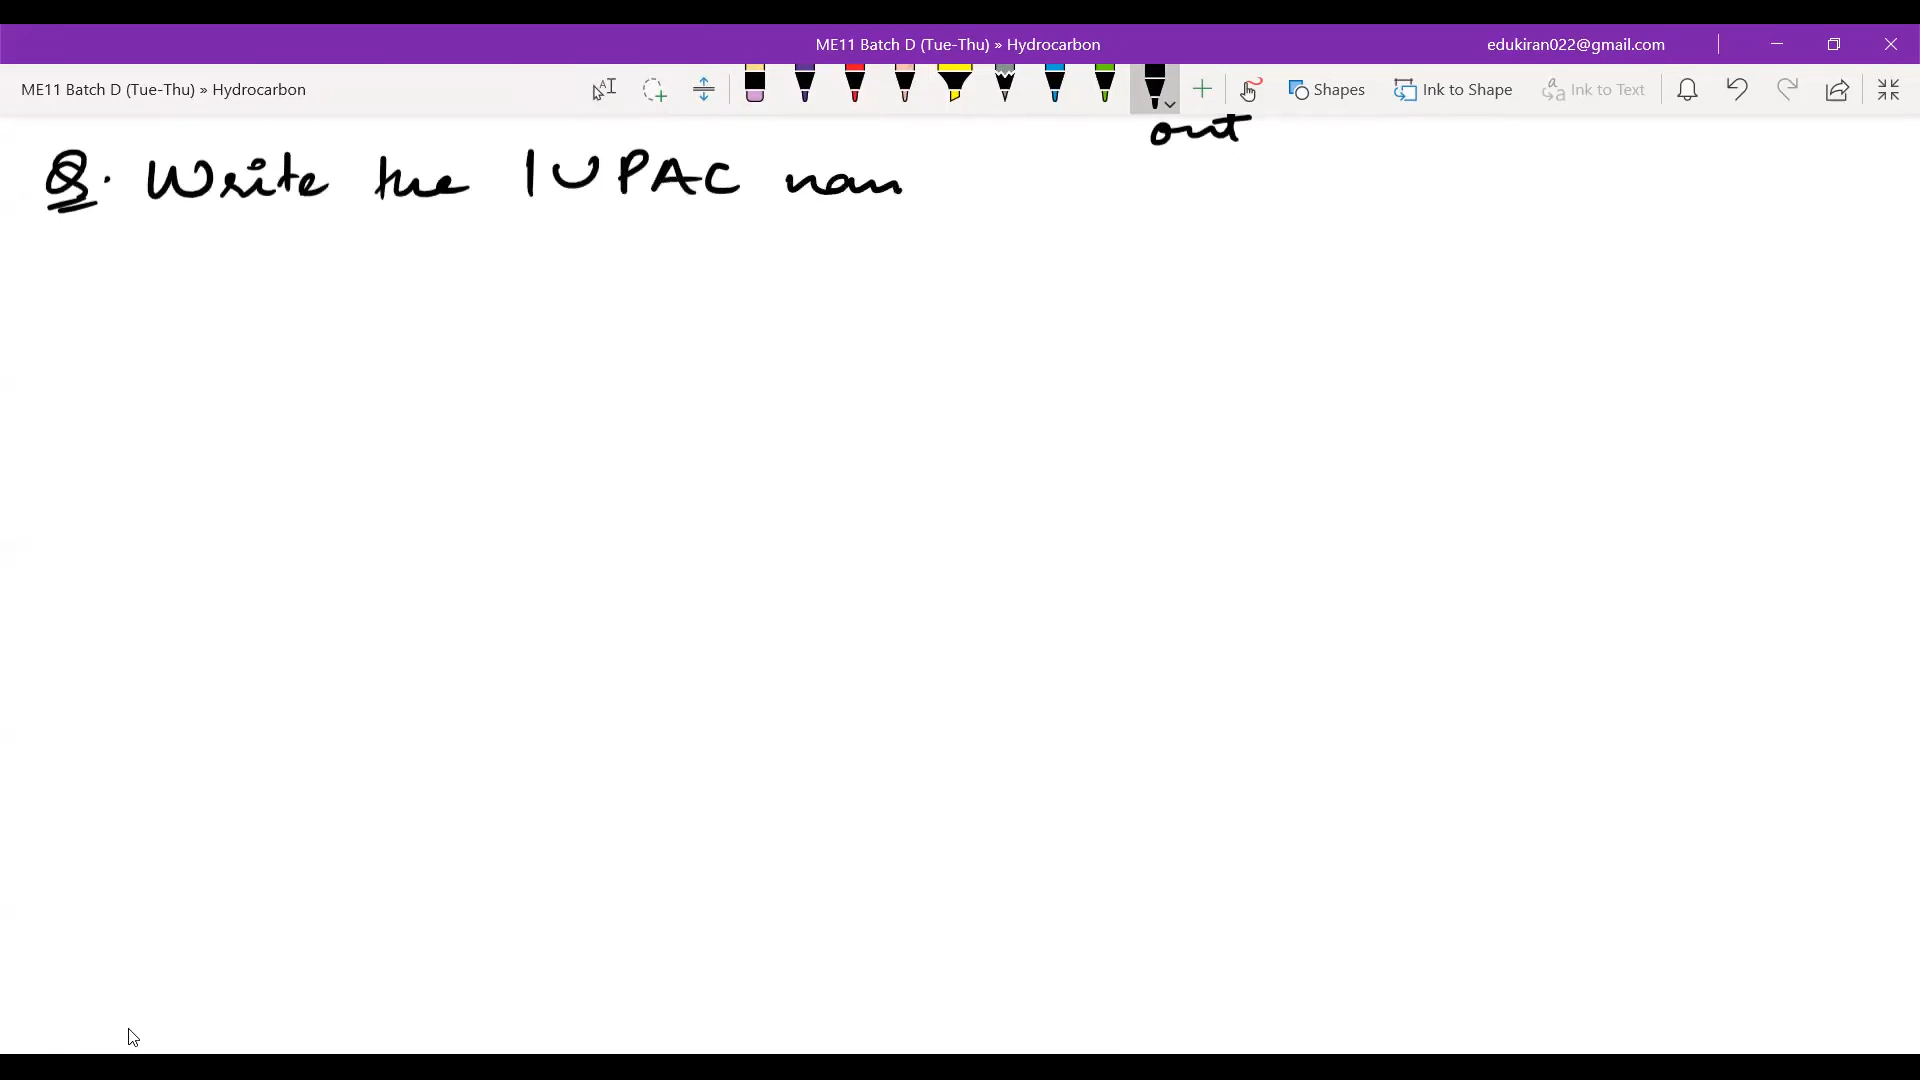 ME11 Batch D (Tue-Thu) » Hydrocarbon
edukiran022@gmail.com
ME11 Batch D (Tue-Thu) » Hydrocarbon
Shapes
Ink to Shape
Ink to Text
out
Q. Write the IUPAC nam